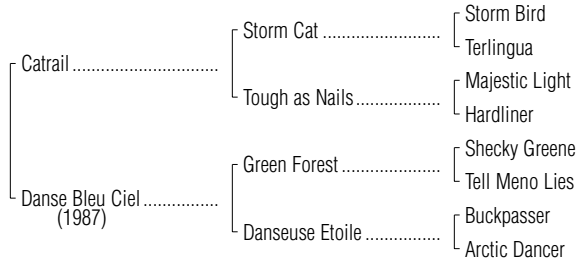 Storm Bird
Storm Cat ........................
Terlingua
Catrail ..............................
Majestic Light
Tough as Nails .................
Hardliner
Shecky Greene
Green Forest ....................
Tell Meno Lies
Danse Bleu Ciel ...............
(1987)
Buckpasser
Danseuse Etoile ...............
Arctic Dancer